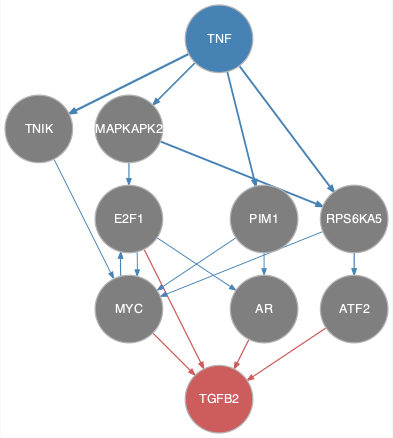 TNF
TNIK
MAPKAPK2
E2F1
PIM1
RPS6KA5
MYC
AR
ATF2
TGFB2